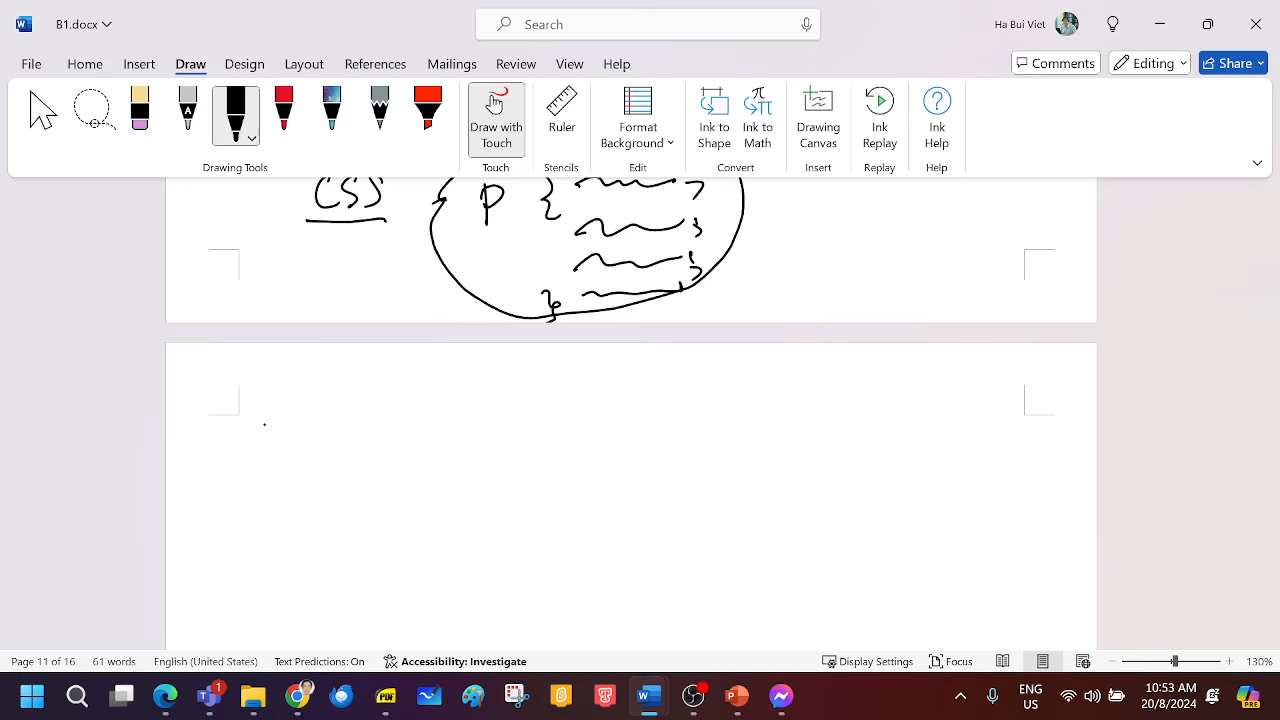 B1.docx
Search
Ha Bui Viet
File Home Insert Draw Design Layout References Mailings Review View Help
Comments Editing Share
Draw with Touch
Ruler
Format Background
Ink to Shape
Ink to Math
Drawing Canvas
Ink Replay
Ink Help
Drawing Tools Touch Stencils Edit Convert Insert Replay Help
CSS P {
;
;
;
}
Page 11 of 16 61 words English (United States) Text Predictions: On Accessibility: Investigate Display Settings Focus 130%
1 PDF ENG US 10:53 AM 20/8/2024 PRE